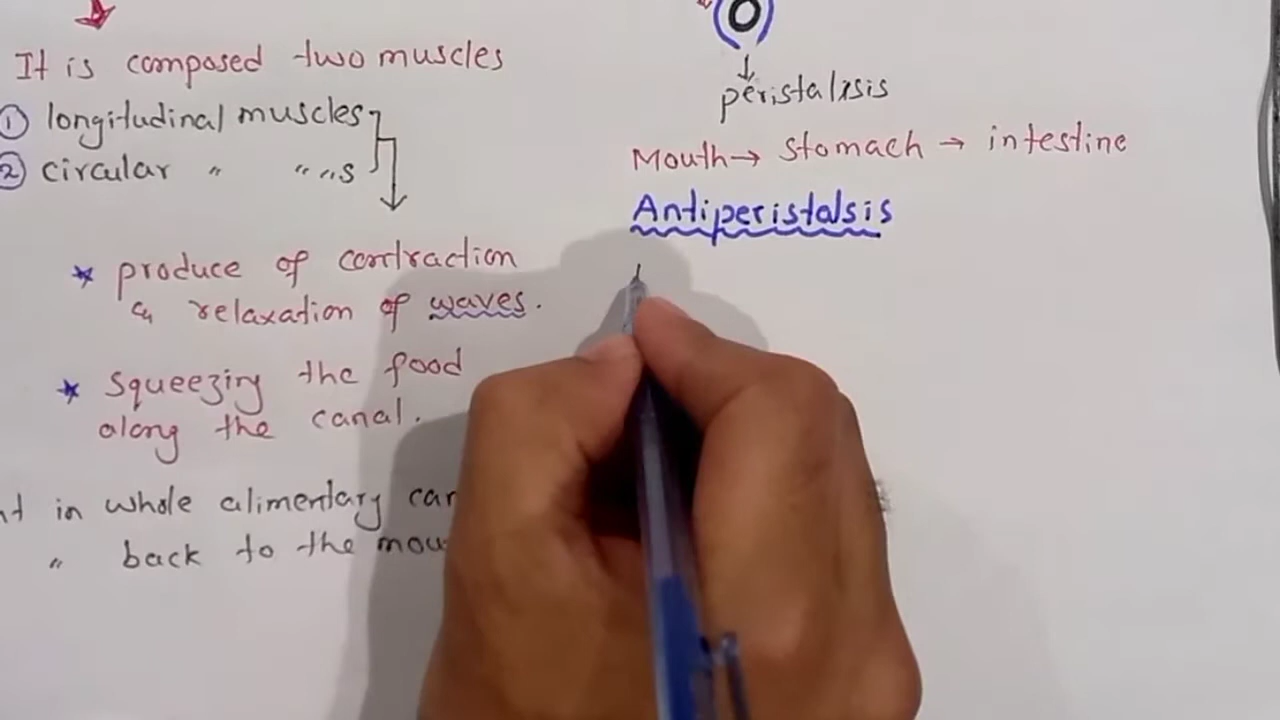 It is composed two muscles
① longitudinal muscles
② circular " " "s
* produce of contraction
& relaxation of waves.
* squeezing the food
along the canal.
in whole alimentary
" back to the
peristalsis
Mouth → stomach → intestine
Antiperistalsis